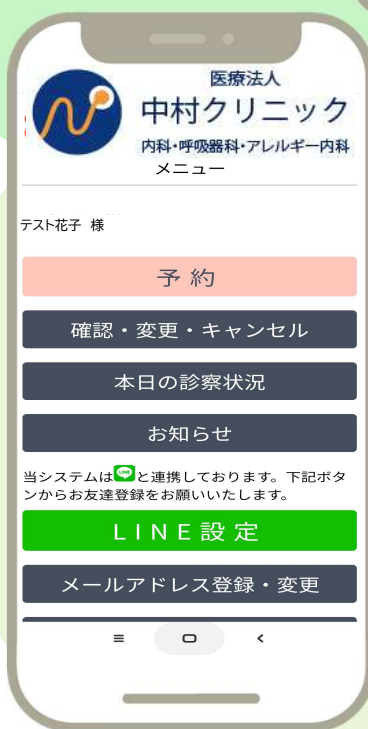 医療法人
中村クリニック
内科・呼吸器科・アレルギー内科
メニュー
テスト花子 様
予 約
確認・変更・キャンセル
本日の診察状況
お知らせ
当システムはLINEと連携しております。下記ボタ
ンからお友達登録をお願いいたします。
LINE設定
メールアドレス登録・変更